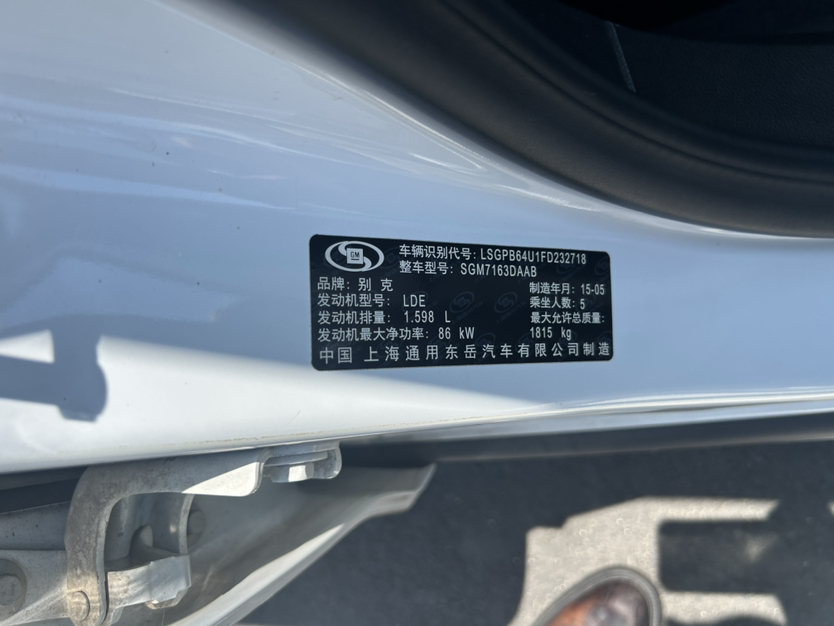 GM
车辆识别代号: LSGPB64U1FD232718
整车型号: SGM7163DAAB
品牌: 别 克 制造年月: 15-05
发动机型号: LDE 乘坐人数: 5
发动机排量: 1.598 L 最大允许总质量:
发动机最大净功率: 86 kW 1815 kg
中国 上海通用东岳汽车有限公司制造